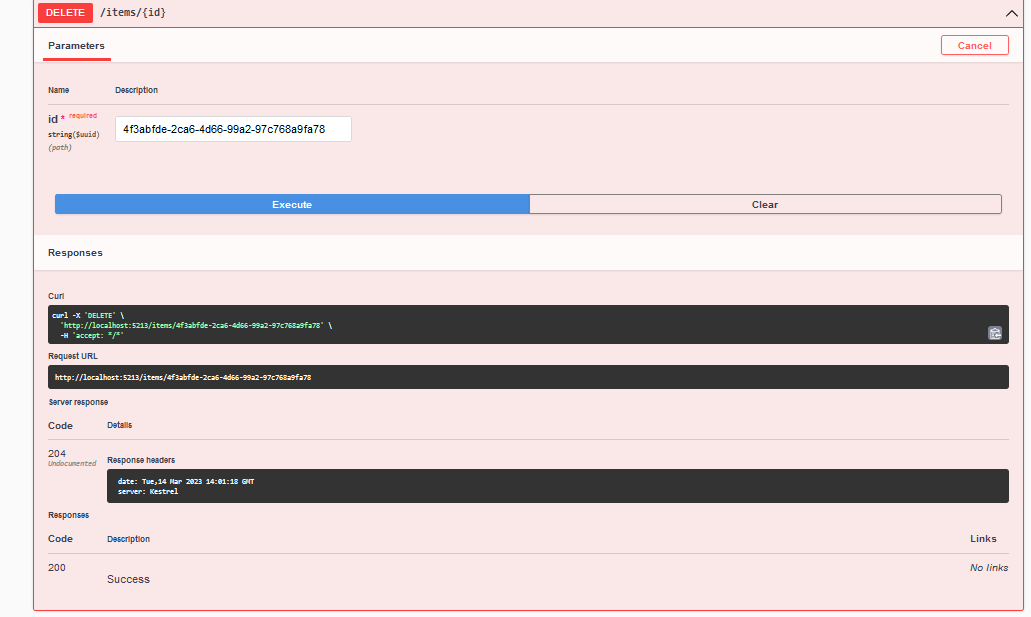 DELETE /items/{id}
Parameters
Cancel
Name Description
id * required
string($uuid)
(path)
4f3abfde-2ca6-4d66-99a2-97c768a9fa78
Execute Clear
Responses
Curl
curl -X 'DELETE' \
'http://localhost:5213/items/4f3abfde-2ca6-4d66-99a2-97c768a9fa78' \
-H 'accept: */*'
Request URL
http://localhost:5213/items/4f3abfde-2ca6-4d66-99a2-97c768a9fa78
Server response
Code Details
204
Undocumented
Response headers
date: Tue,14 Mar 2023 14:01:18 GMT
server: Kestrel
Responses
Code Description Links
200 No links
Success